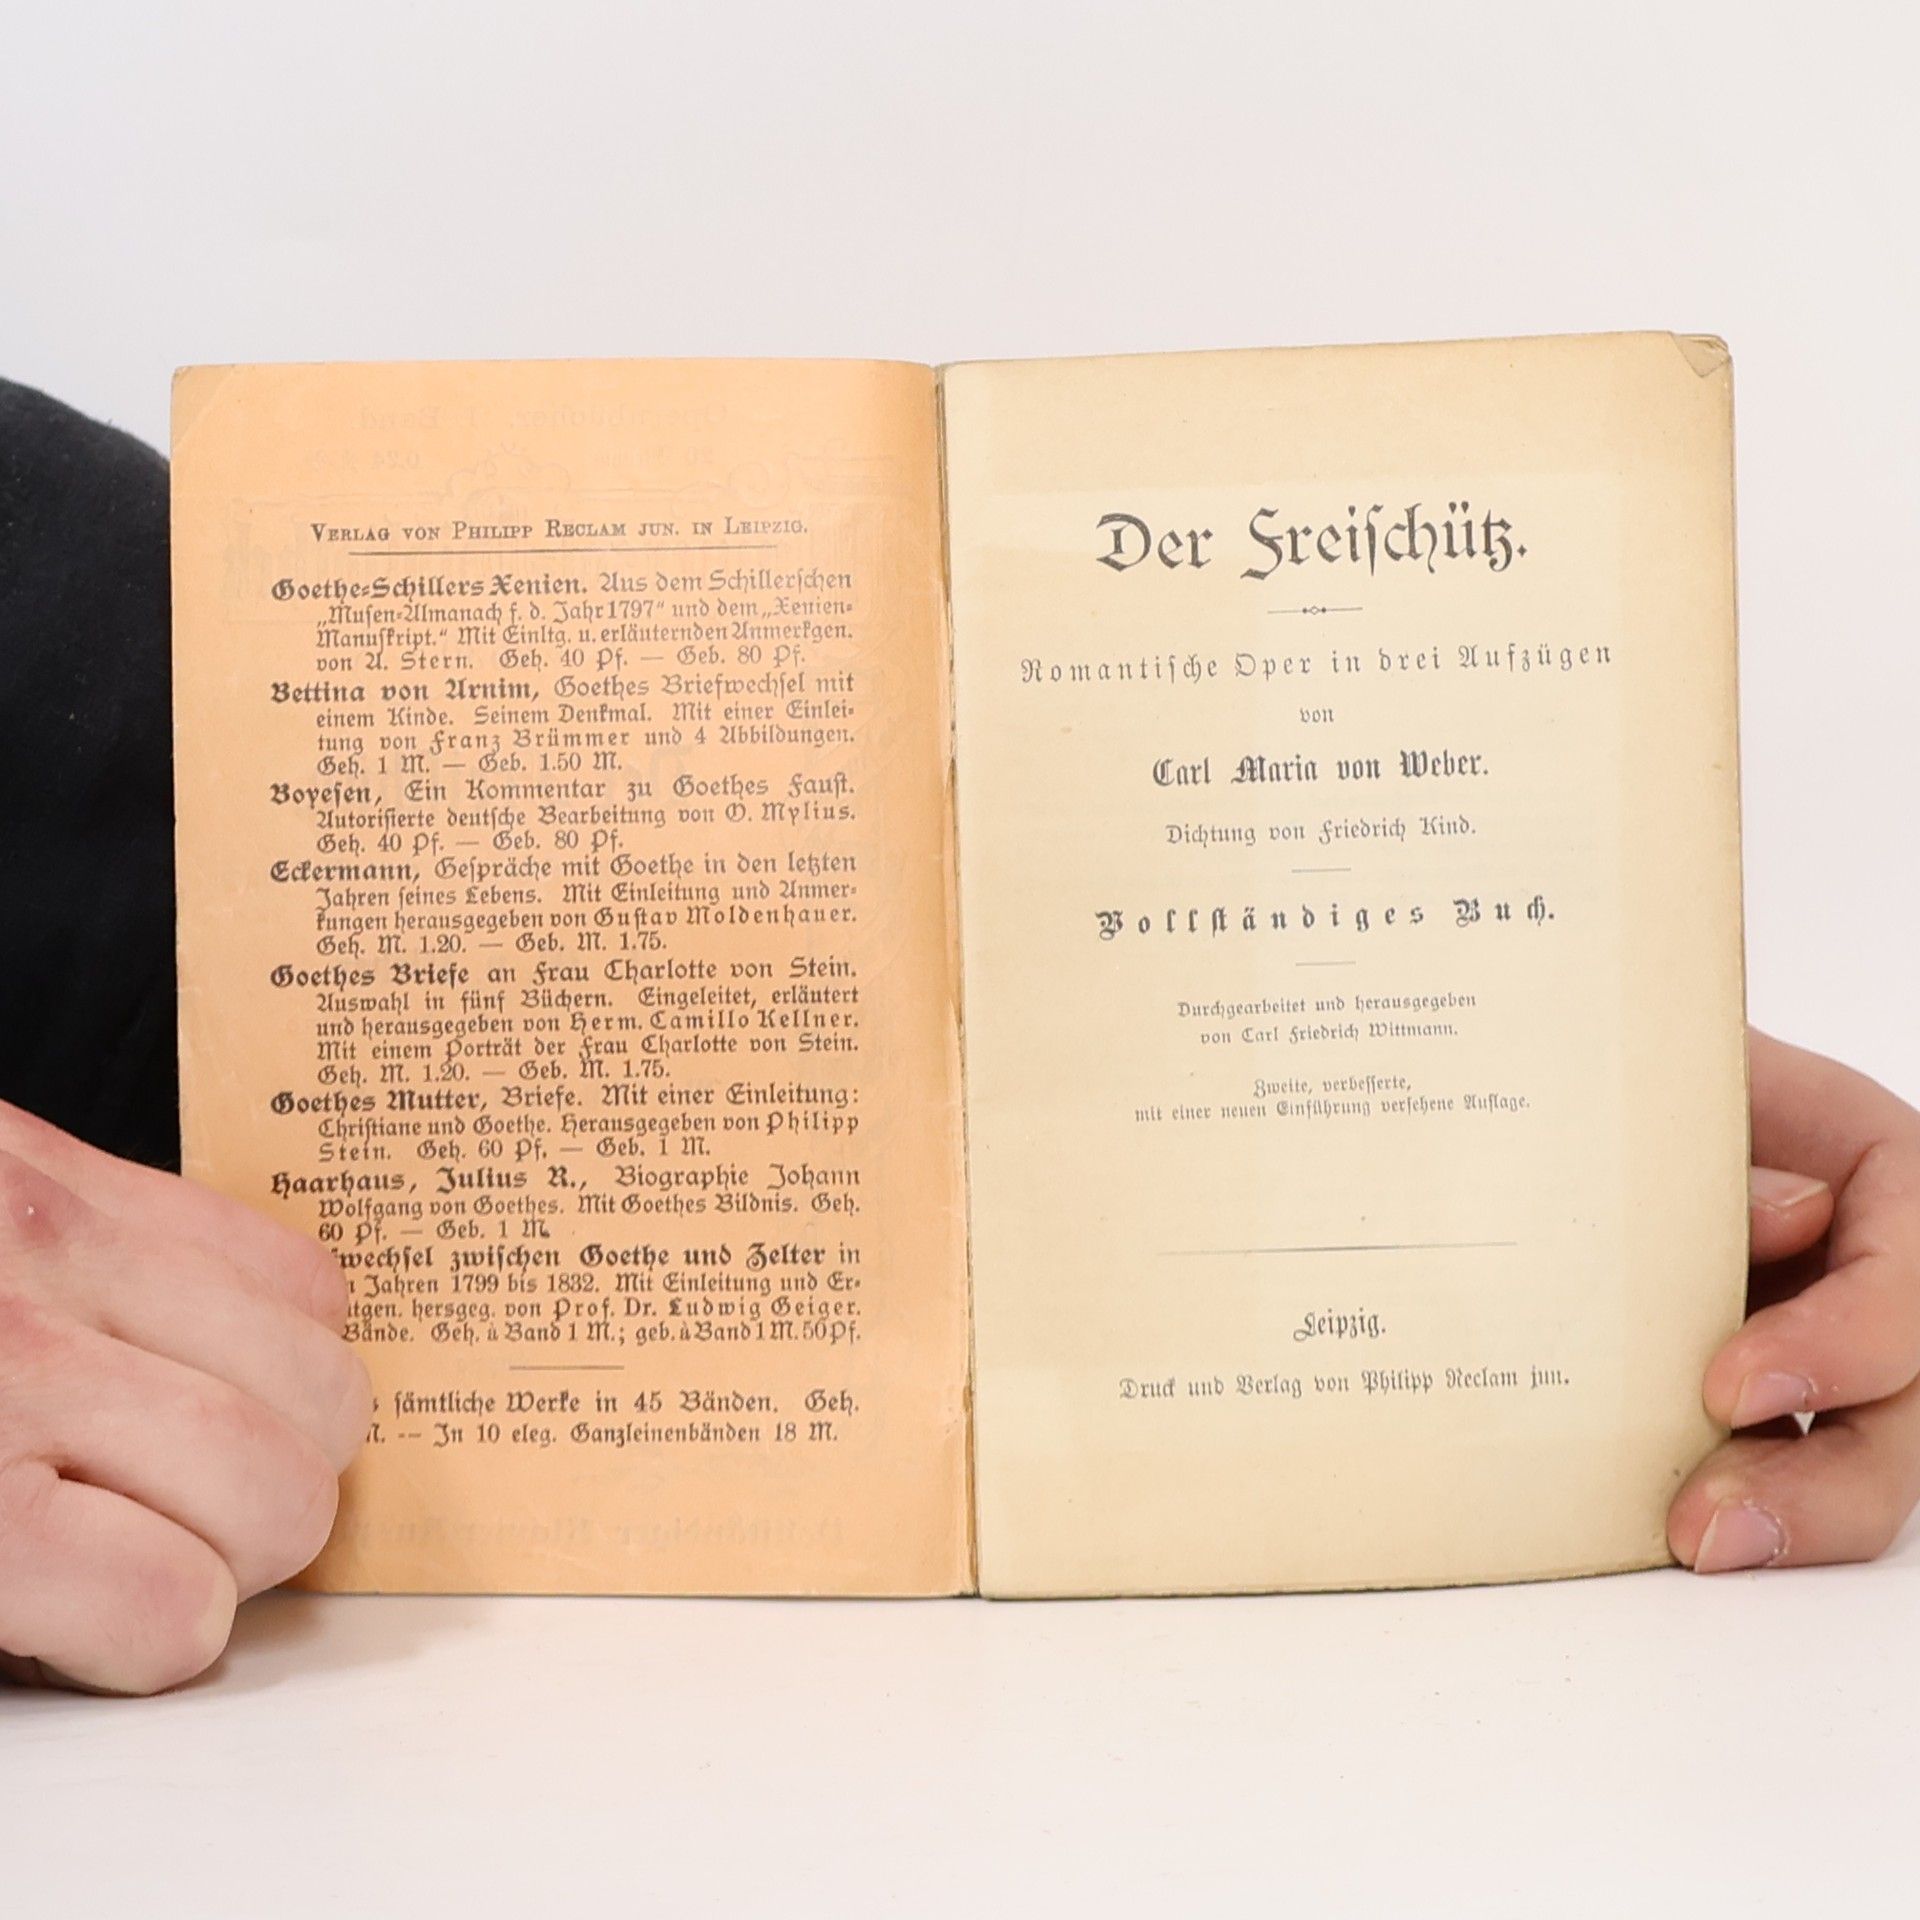 VERLAG VON PHILIPP RECLAM JUN. IN LEIPZIG.
Goethe-Schillers Xenien. Aus dem Schillerschen
„Musen-Almanach f. d. Jahr 1797“ und dem „Xenien-
Manuskript.“ Mit Einltg. u. erläuternden Anmerkgen.
von A. Stern. Geh. 40 Pf. — Geb. 80 Pf.
Bettina von Arnim, Goethes Briefwechsel mit
einem Kinde. Seinem Denkmal. Mit einer Einlei-
tung von Franz Brümmer und 4 Abbildungen.
Geh. 1 M. — Geb. 1.50 M.
Boyesen, Ein Kommentar zu Goethes Faust.
Autorisierte deutsche Bearbeitung von O. Mylius.
Geh. 40 Pf. — Geb. 80 Pf.
Eckermann, Gespräche mit Goethe in den letzten
Jahren seines Lebens. Mit Einleitung und Anmer-
kungen herausgegeben von Gustav Moldenhauer.
Geh. M. 1.20. — Geb. M. 1.75.
Goethes Briefe an Frau Charlotte von Stein.
Auswahl in fünf Büchern. Eingeleitet, erläutert
und herausgegeben von Herm. Camillo Kellner.
Mit einem Porträt der Frau Charlotte von Stein.
Geh. M. 1.20. — Geb. M. 1.75.
Goethes Mutter, Briefe. Mit einer Einleitung:
Christiane und Goethe. Herausgegeben von Philipp
Stein. Geh. 60 Pf. — Geb. 1 M.
Haarhaus, Julius R., Biographie Johann
Wolfgang von Goethes. Mit Goethes Bildnis. Geh.
60 Pf. — Geb. 1 M.
wechsel zwischen Goethe und Zelter in
Jahren 1799 bis 1832. Mit Einleitung und Er-
tgen. hersgeg. von Prof. Dr. Ludwig Geiger.
Bände. Geh. à Band 1 M.; geb. à Band 1 M. 50 Pf.
sämtliche Werke in 45 Bänden. Geh.
M. -- In 10 eleg. Ganzleinenbänden 18 M.
Der Freischütz.
Romantische Oper in drei Aufzügen
von
Carl Maria von Weber.
Dichtung von Friedrich Kind.
Vollständiges Buch.
Durchgearbeitet und herausgegeben
von Carl Friedrich Wittmann.
Zweite, verbesserte,
mit einer neuen Einführung versehene Auflage.
Leipzig.
Druck und Verlag von Philipp Reclam jun.